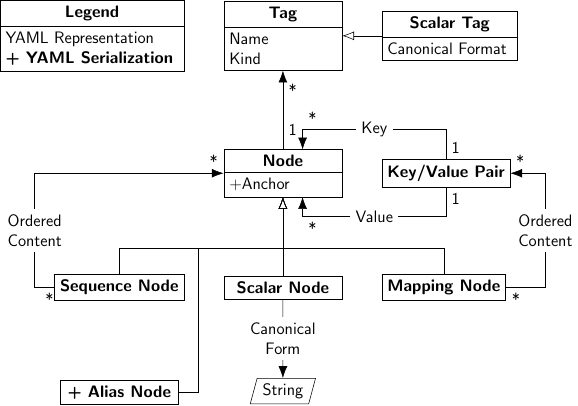 Legend
YAML Representation
+ YAML Serialization
Tag
Name
Kind
Scalar Tag
Canonical Format
*
1
*
Key
1
*
Node
+Anchor
Key/Value Pair
*
1
*
Value
Ordered
Content
Ordered
Content
*
Sequence Node
Scalar Node
Mapping Node
*
Canonical
Form
+ Alias Node
String